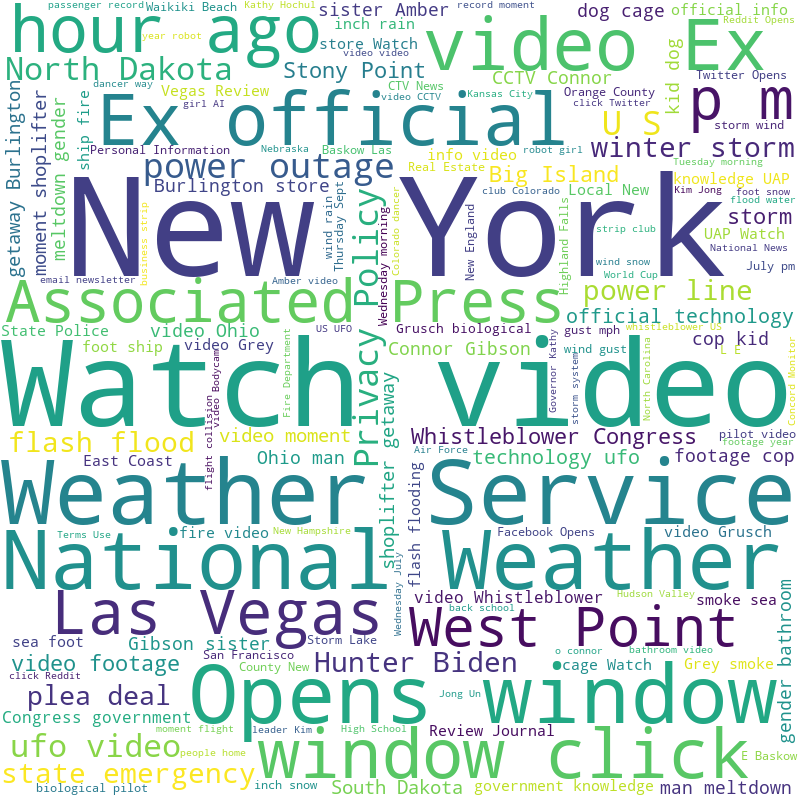 passenger record
Waikiki Beach
Kathy Hochul
sister Amber
record moment
dog cage
official info
hour ago
year robot
inch rain
video Ex
Reddit Opens
store Watch
video video
kid dog
North Dakota
Stony Point
CCTV Connor
Twitter Opens
dancer way
Vegas Review
CTV News
Kansas City
Orange County
p m
girl AI
video CCTV
click Twitter
Ex official
U S
storm wind
getaway Burlington
moment shoplifter
meltdown gender
ship fire
Personal Information
Nebraska
Baskow Las
robot girl
winter storm
power outage
info video
Tuesday morning
Real Estate
Big Island
knowledge UAP
Burlington store
club Colorado
Local New
Kim Jong
foot snow
flood water
New York
wind rain
Thursday Sept
Privacy Policy
Wednesday morning
Colorado dancer
New England
strip club
storm
UAP Watch
National News
business strip
wind snow
Highland Falls
World Cup
July pm
email newsletter
Amber video
power line
Associated Press
official technology
State Police
video Ohio
US UFO
Grusch biological
gust mph
whistleblower US
foot ship
video Grey
Connor Gibson
wind gust
cop kid
L E
Watch video
flight collision
video Bodycam
Fire Department
Governor Kathy
storm system
North Carolina
Concord Monitor
flash flood
video moment
Whistleblower Congress
pilot video
footage year
East Coast
Ohio man
shoplifter getaway
Air Force
technology ufo
footage cop
flash flooding
Weather Service
Terms Use
fire video
New Hampshire
Facebook Opens
video Grusch
National Weather
Wednesday July
gender bathroom
Las Vegas
video Whistleblower
Hudson Valley
smoke sea
back school
West Point
sea foot
Gibson sister
Storm Lake
San Francisco
o connor
bathroom video
video footage
County New
Hunter Biden
cage Watch
Grey smoke
click Reddit
plea deal
Opens window
Jong Un
Congress government
moment flight
leader Kim
High School
Review Journal
ufo video
people home
window click
E Baskow
state emergency
biological pilot
inch snow
South Dakota
government knowledge
man meltdown